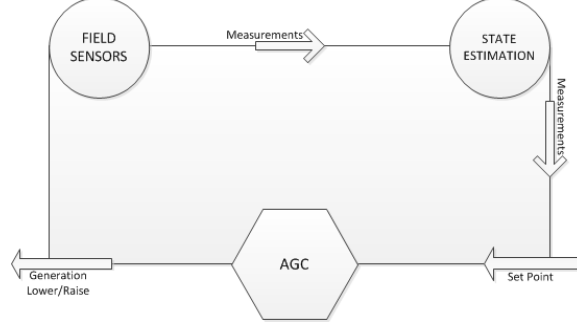 FIELD
SENSORS
Measurements
STATE
ESTIMATION
Measurements
AGC
Generation
Lower/Raise
Set Point